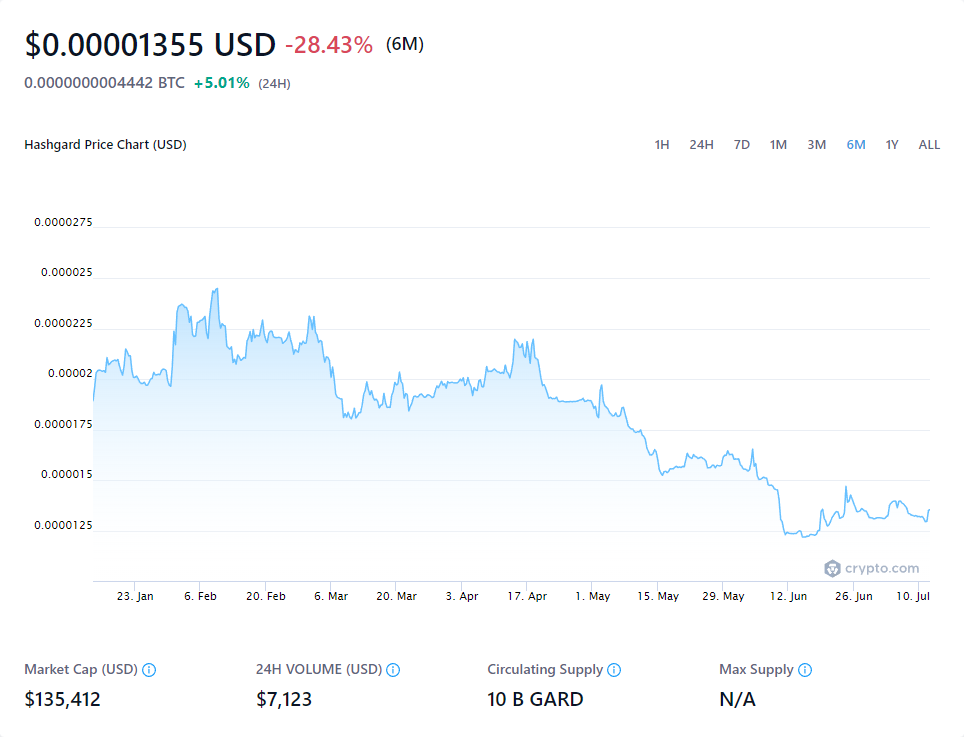 $0.00001355 USD -28.43% (6M)
0.0000000004442 BTC +5.01% (24H)
Hashgard Price Chart (USD) 1H 24H 7D 1M 3M 6M 1Y ALL
0.0000275
0.000025
0.0000225
0.00002
0.0000175
0.000015
0.0000125
crypto.com
23. Jan 6. Feb 20. Feb 6. Mar 20. Mar 3. Apr 17. Apr 1. May 15. May 29. May 12. Jun 26. Jun 10. Jul
Market Cap (USD) 24H VOLUME (USD) Circulating Supply Max Supply
$135,412 $7,123 10 B GARD N/A